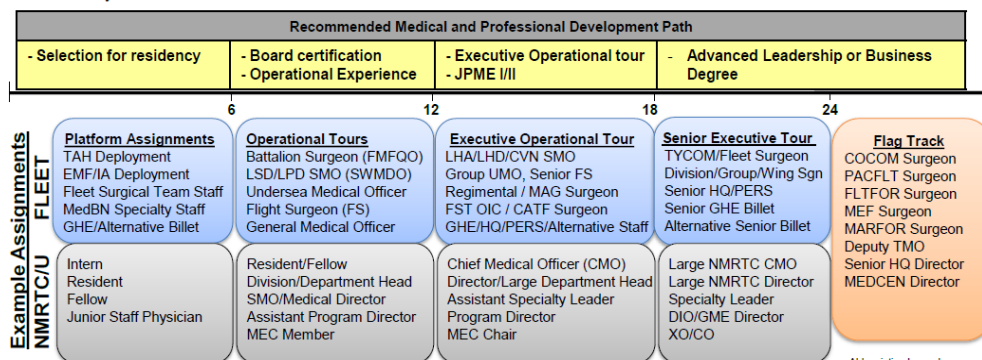 Recommended Medical and Professional Development Path
- Selection for residency
- Board certification
- Operational Experience
- Executive Operational tour
- JPME I/II
- Advanced Leadership or Business
Degree
6
12
18
24
Example Assignments
FLEET
Platform Assignments
TAH Deployment
EMF/IA Deployment
Fleet Surgical Team Staff
MedBN Specialty Staff
GHE/Alternative Billet
Operational Tours
Battalion Surgeon (FMFQO)
LSD/LPD SMO (SWMDO)
Undersea Medical Officer
Flight Surgeon (FS)
General Medical Officer
Executive Operational Tour
LHA/LHD/CVN SMO
Group UMO, Senior FS
Regimental / MAG Surgeon
FST OIC / CATF Surgeon
GHE/HQ/PERS/Alternative Staff
Senior Executive Tour
TYCOM/Fleet Surgeon
Division/Group/Wing Sgn
Senior HQ/PERS
Senior GHE Billet
Alternative Senior Billet
Flag Track
COCOM Surgeon
PACFLT Surgeon
FLTFOR Surgeon
MEF Surgeon
MARFOR Surgeon
Deputy TMO
Senior HQ Director
MEDCEN Director
NMRTC/U
Intern
Resident
Fellow
Junior Staff Physician
Resident/Fellow
Division/Department Head
SMO/Medical Director
Assistant Program Director
MEC Member
Chief Medical Officer (CMO)
Director/Large Department Head
Assistant Specialty Leader
Program Director
MEC Chair
Large NMRTC CMO
Large NMRTC Director
Specialty Leader
DIO/GME Director
XO/CO